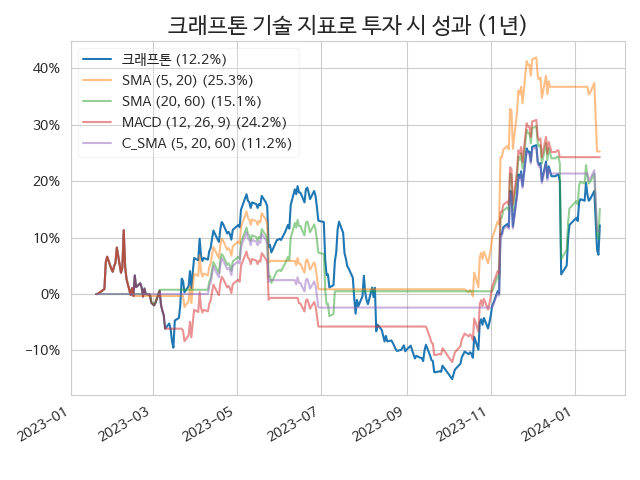 크래프톤 기술 지표로 투자 시 성과 (1년)
크래프톤 (12.2%)
SMA (5, 20) (25.3%)
SMA (20, 60) (15.1%)
MACD (12, 26, 9) (24.2%)
C_SMA (5, 20, 60) (11.2%)
40%
30%
20%
10%
0%
−10%
2023-01
2023-03
2023-05
2023-07
2023-09
2023-11
2024-01